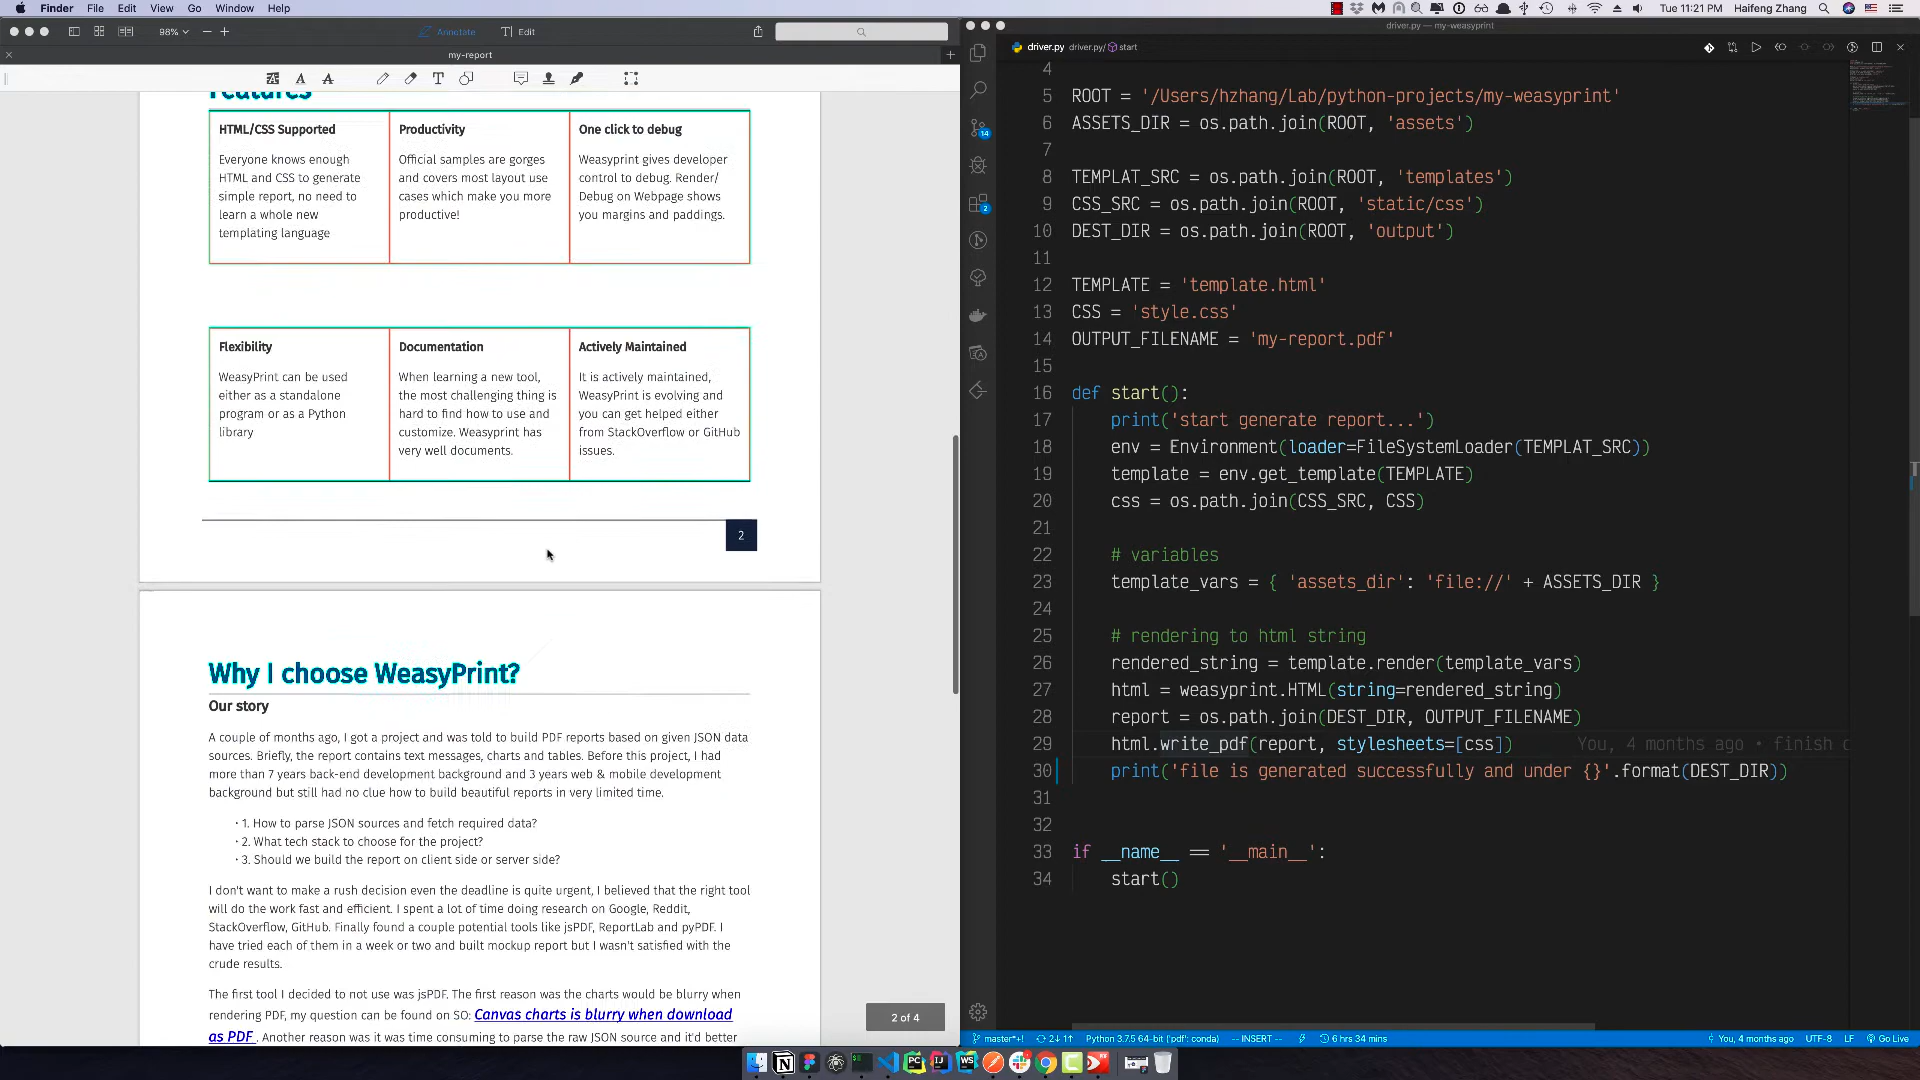 Finder File Edit View Go Window Help
Tue 11:21 PM Haifeng Zhang
98%
Annotate
Edit
my-report
Features
HTML/CSS Supported
Everyone knows enough
HTML and CSS to generate
simple report, no need to
learn a whole new
templating language
Productivity
Official samples are gorges
and covers most layout use
cases which make you more
productive!
One click to debug
Weasyprint gives developer
control to debug. Render/
Debug on Webpage shows
you margins and paddings.
Flexibility
WeasyPrint can be used
either as a standalone
program or as a Python
library
Documentation
When learning a new tool,
the most challenging thing is
hard to find how to use and
customize. Weasyprint has
very well documents.
Actively Maintained
It is actively maintained,
WeasyPrint is evolving and
you can get helped either
from StackOverflow or GitHub
issues.
2
Why I choose WeasyPrint?
Our story
A couple of months ago, I got a project and was told to build PDF reports based on given JSON data
sources. Briefly, the report contains text messages, charts and tables. Before this project, I had
more than 7 years back-end development background and 3 years web & mobile development
background but still had no clue how to build beautiful reports in very limited time.
• 1. How to parse JSON sources and fetch required data?
• 2. What tech stack to choose for the project?
• 3. Should we build the report on client side or server side?
I don't want to make a rush decision even the deadline is quite urgent, I believed that the right tool
will do the work fast and efficient. I spent a lot of time doing research on Google, Reddit,
StackOverflow, GitHub. Finally found a couple potential tools like jsPDF, ReportLab and pyPDF. I
have tried each of them in a week or two and built mockup report but I wasn't satisfied with the
crude results.
The first tool I decided to not use was jsPDF. The first reason was the charts would be blurry when
rendering PDF, my question can be found on SO: Canvas charts is blurry when download
as PDF . Another reason was it was time consuming to parse the raw JSON source and it'd better
2 of 4
driver.py — my-weasyprint
driver.py driver.py/ start
14
2
4
5 ROOT = '/Users/hzhang/Lab/python-projects/my-weasyprint'
6 ASSETS_DIR = os.path.join(ROOT, 'assets')
7
8 TEMPLAT_SRC = os.path.join(ROOT, 'templates')
9 CSS_SRC = os.path.join(ROOT, 'static/css')
10 DEST_DIR = os.path.join(ROOT, 'output')
11
12 TEMPLATE = 'template.html'
13 CSS = 'style.css'
14 OUTPUT_FILENAME = 'my-report.pdf'
15
16 def start():
17 print('start generate report...')
18 env = Environment(loader=FileSystemLoader(TEMPLAT_SRC))
19 template = env.get_template(TEMPLATE)
20 css = os.path.join(CSS_SRC, CSS)
21
22 # variables
23 template_vars = { 'assets_dir': 'file://' + ASSETS_DIR }
24
25 # rendering to html string
26 rendered_string = template.render(template_vars)
27 html = weasyprint.HTML(string=rendered_string)
28 report = os.path.join(DEST_DIR, OUTPUT_FILENAME)
29 html.write_pdf(report, stylesheets=[css]) You, 4 months ago • finish c
30 print('file is generated successfully and under {}'.format(DEST_DIR))
31
32
33 if __name__ == '__main__':
34 start()
master*+! 2↓ 1↑ Python 3.7.5 64-bit ('pdf': conda) -- INSERT -- 6 hrs 34 mins You, 4 months ago UTF-8 LF Go Live
PC IJ WS